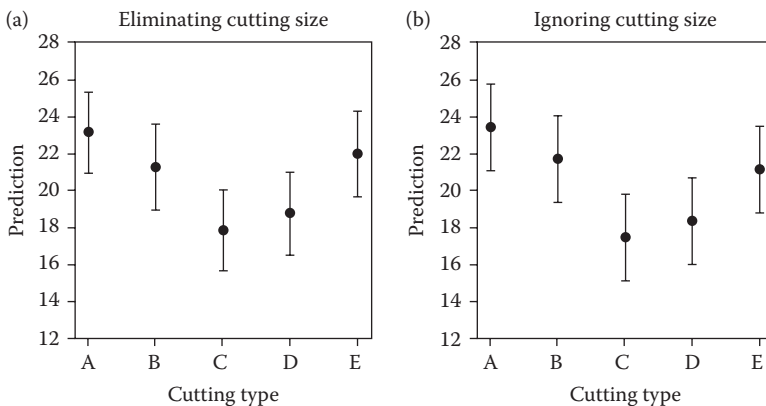 (a) Eliminating cutting size
28
26
24
22
20
18
16
14
12
Prediction
A B C D E
Cutting type
(b) Ignoring cutting size
28
26
24
22
20
18
16
14
12
Prediction
A B C D E
Cutting type